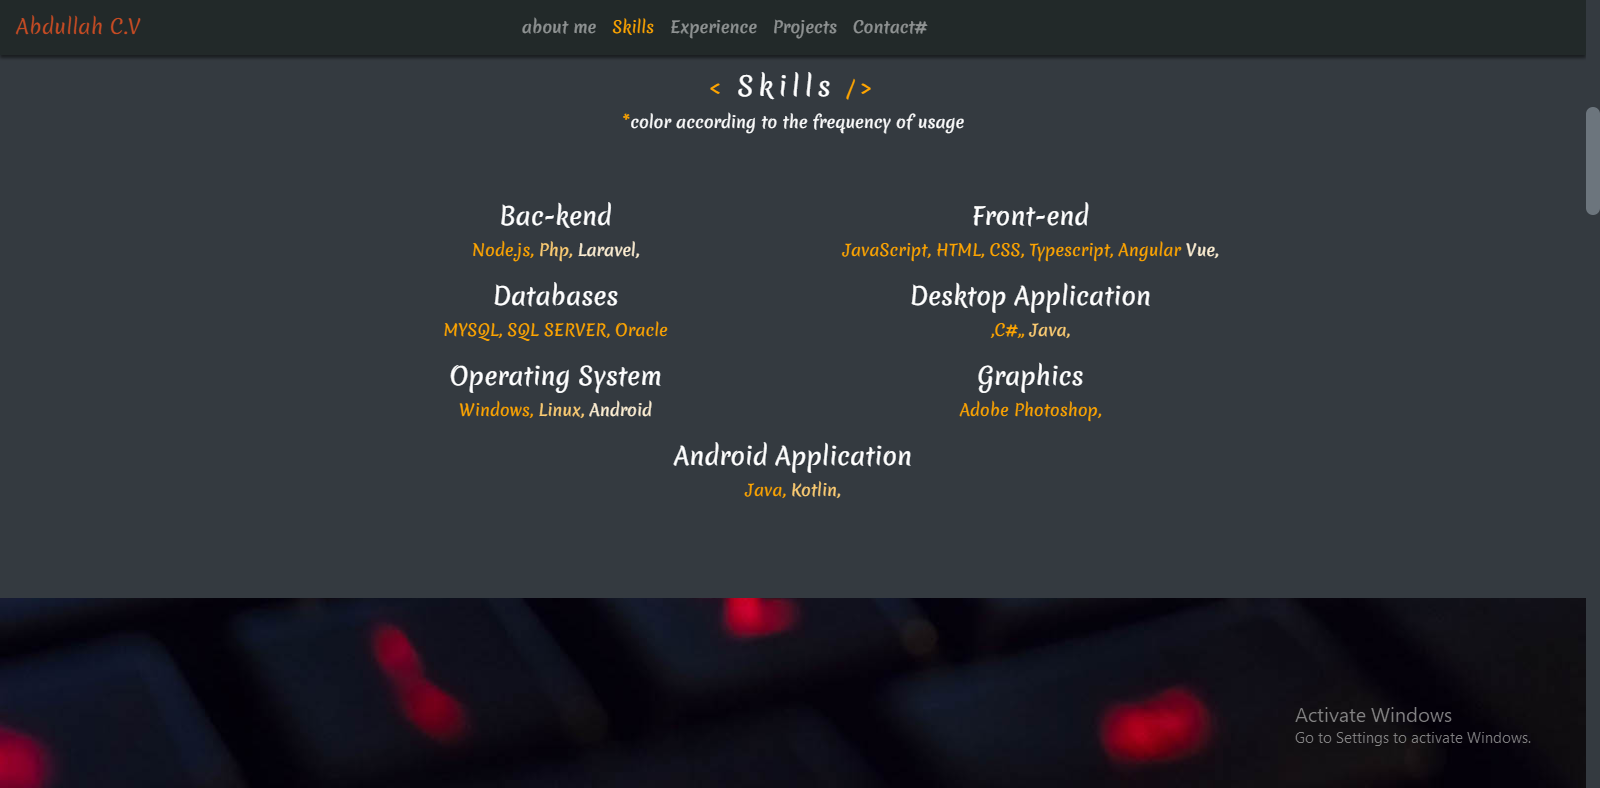 Abdullah C.V
about me Skills Experience Projects Contact#
< Skills />
*color according to the frequency of usage
Bac-kend
Node.js, Php, Laravel,
Front-end
JavaScript, HTML, CSS, Typescript, Angular Vue,
Databases
MYSQL, SQL SERVER, Oracle
Desktop Application
,C#,, Java,
Operating System
Windows, Linux, Android
Graphics
Adobe Photoshop,
Android Application
Java, Kotlin,
Activate Windows
Go to Settings to activate Windows.